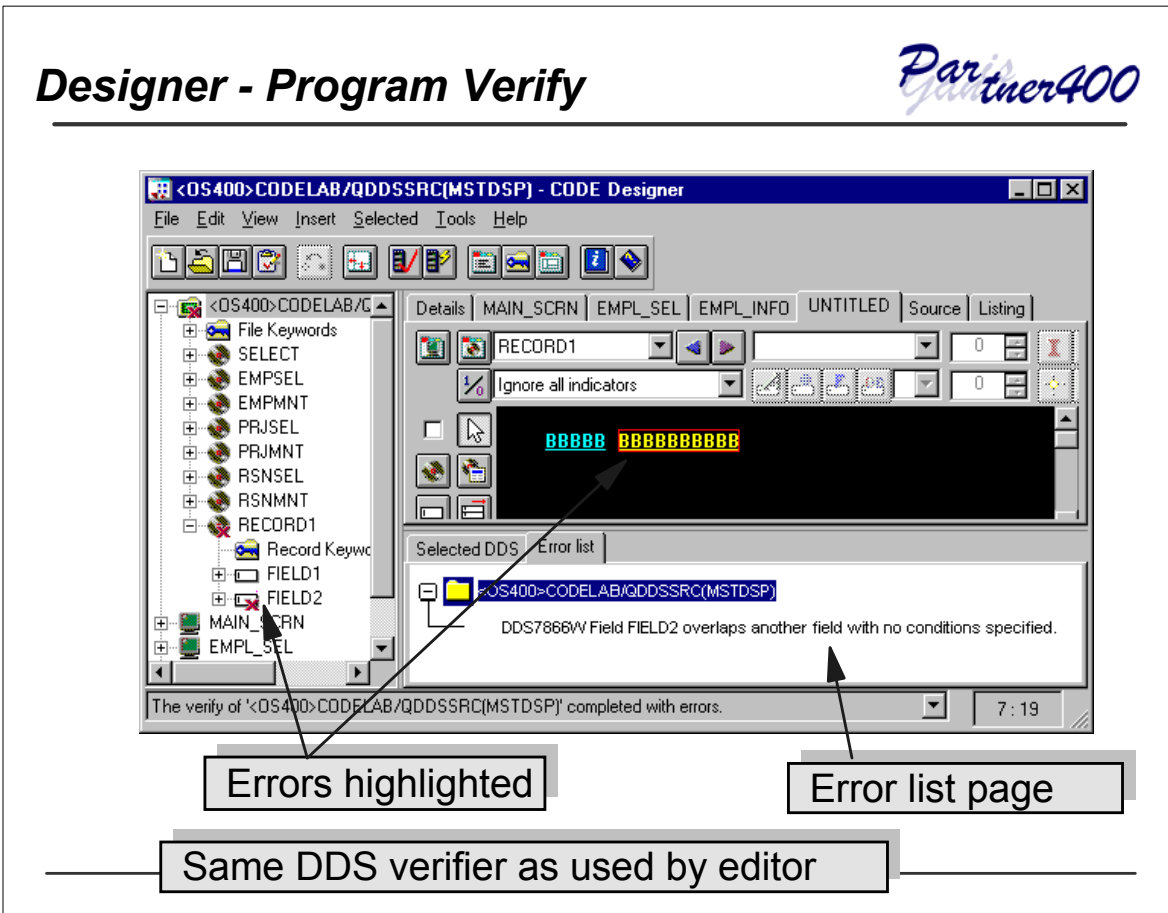 Designer - Program Verify
Paris
Gantner400
Partner400
<OS400>CODELAB/QDDSSRC(MSTDSP) - CODE Designer
File Edit View Insert Selected Tools Help
<OS400>CODELAB/Q
File Keywords
SELECT
EMPSEL
EMPMNT
PRJSEL
PRJMNT
RSNSEL
RSNMNT
RECORD1
Record Keywo
FIELD1
FIELD2
MAIN_SCRN
EMPL_SEL
Details MAIN_SCRN EMPL_SEL EMPL_INFO UNTITLED Source Listing
RECORD1 0
1/0 Ignore all indicators 0
BBBBB BBBBBBBBBB
Selected DDS Error list
<OS400>CODELAB/QDDSSRC(MSTDSP)
DDS7866W Field FIELD2 overlaps another field with no conditions specified.
The verify of '<OS400>CODELAB/QDDSSRC(MSTDSP)' completed with errors. 7 : 19
Errors highlighted
Error list page
Same DDS verifier as used by editor